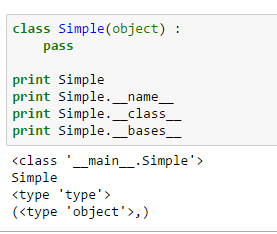 class Simple(object) :
    pass
print Simple
print Simple.__name__
print Simple.__class__
print Simple.__bases__
<class '__main__.Simple'>
Simple
<type 'type'>
(<type 'object'>,)